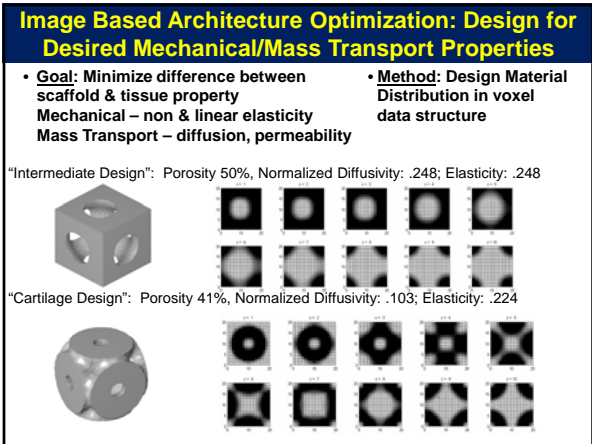 Image Based Architecture Optimization: Design for
Desired Mechanical/Mass Transport Properties
• Goal: Minimize difference between
scaffold & tissue property
Mechanical – non & linear elasticity
Mass Transport – diffusion, permeability
• Method: Design Material
Distribution in voxel
data structure
“Intermediate Design”: Porosity 50%, Normalized Diffusivity: .248; Elasticity: .248
“Cartilage Design”: Porosity 41%, Normalized Diffusivity: .103; Elasticity: .224